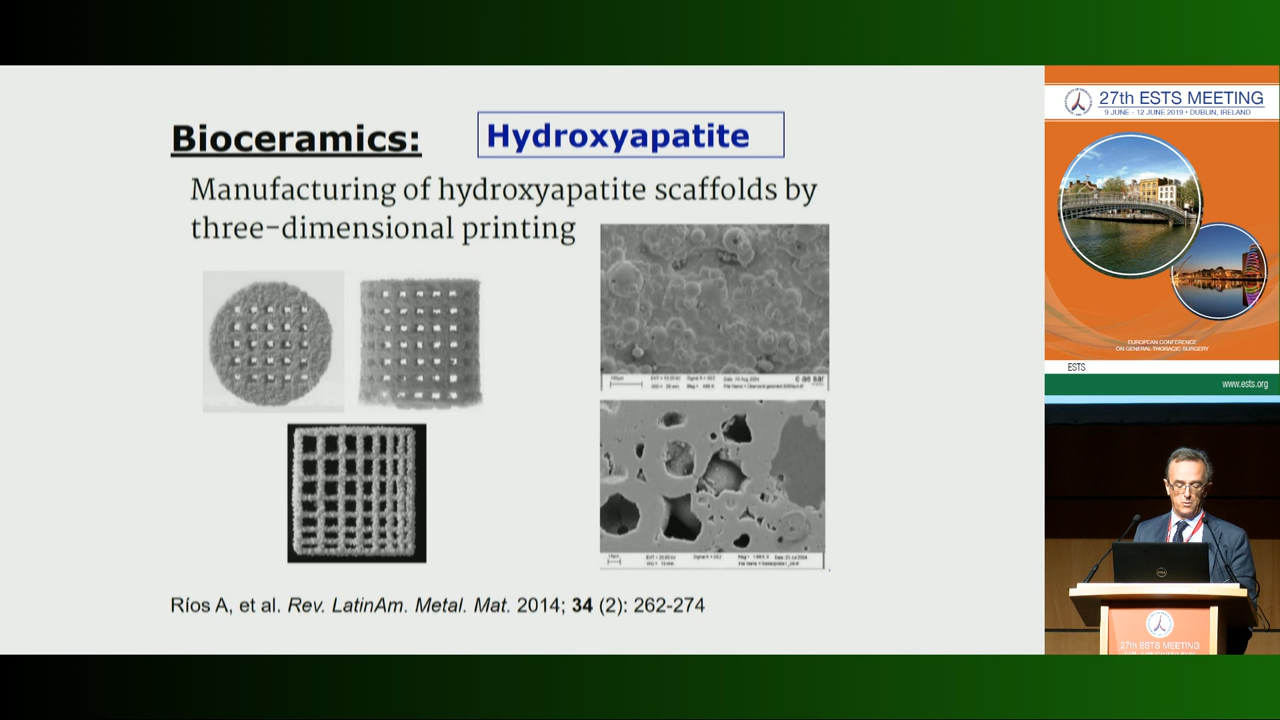 Bioceramics:
Hydroxyapatite
Manufacturing of hydroxyapatite scaffolds by
three-dimensional printing
Ríos A, et al. Rev. LatinAm. Metal. Mat. 2014; 34 (2): 262-274
27th ESTS MEETING
9 JUNE - 12 JUNE 2019 • DUBLIN, IRELAND
EUROPEAN CONFERENCE
ON GENERAL THORACIC SURGERY
ESTS
www.ests.org
DELL
27th ESTS MEETING